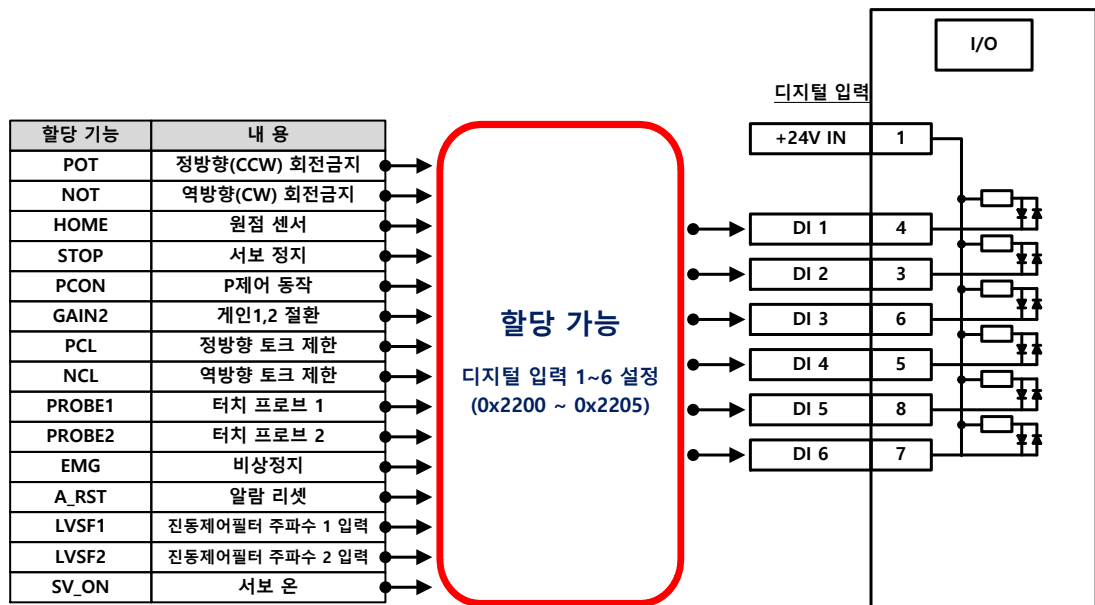 I/O
디지털 입력
할당 기능 내 용
POT 정방향(CCW) 회전금지
NOT 역방향(CW) 회전금지
HOME 원점 센서
STOP 서보 정지
PCON P제어 동작
GAIN2 게인1,2 절환
PCL 정방향 토크 제한
NCL 역방향 토크 제한
PROBE1 터치 프로브 1
PROBE2 터치 프로브 2
EMG 비상정지
A_RST 알람 리셋
LVSF1 진동제어필터 주파수 1 입력
LVSF2 진동제어필터 주파수 2 입력
SV_ON 서보 온
할당 가능
디지털 입력 1~6 설정
(0x2200 ~ 0x2205)
+24V IN 1
DI 1 4
DI 2 3
DI 3 6
DI 4 5
DI 5 8
DI 6 7